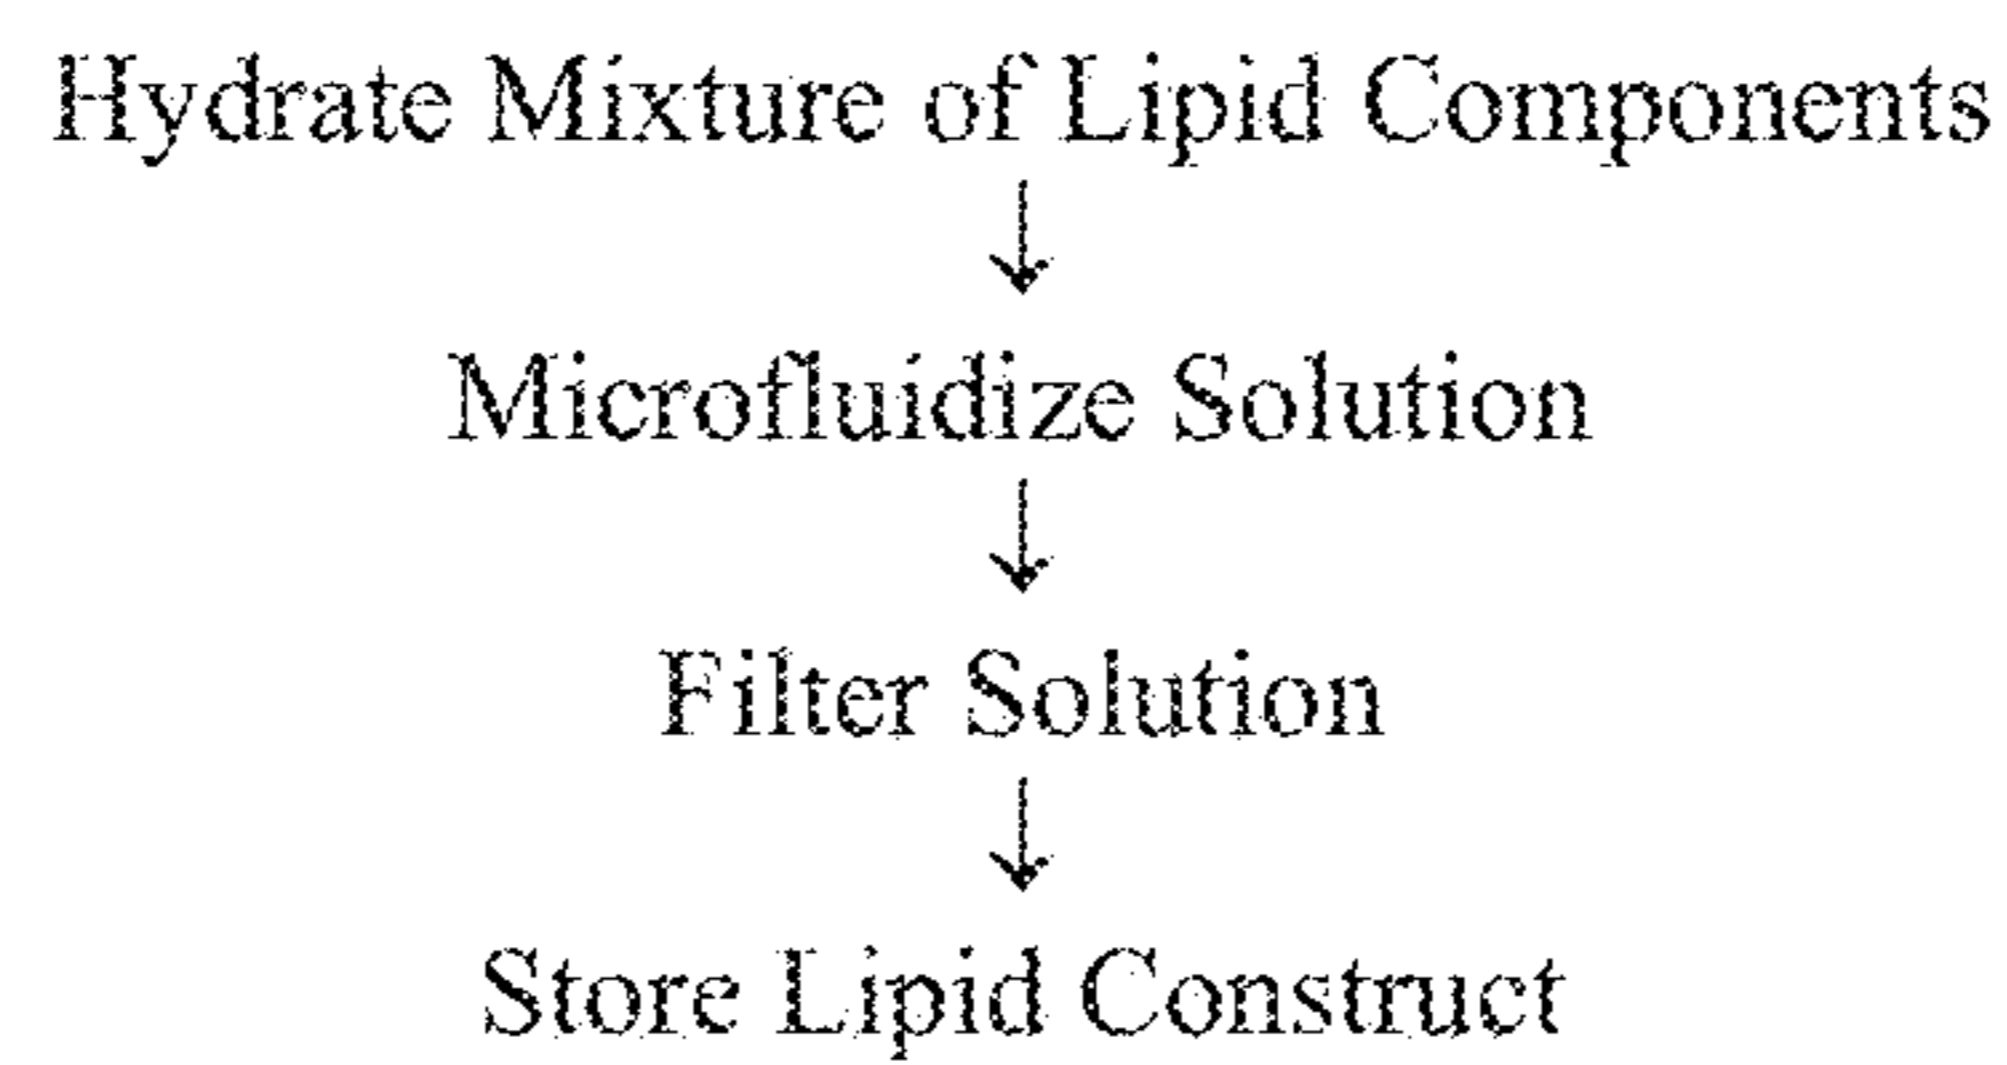 Hydrate Mixture of Lipid Components
Microfluidize Solution
Filter Solution
Store Lipid Construct